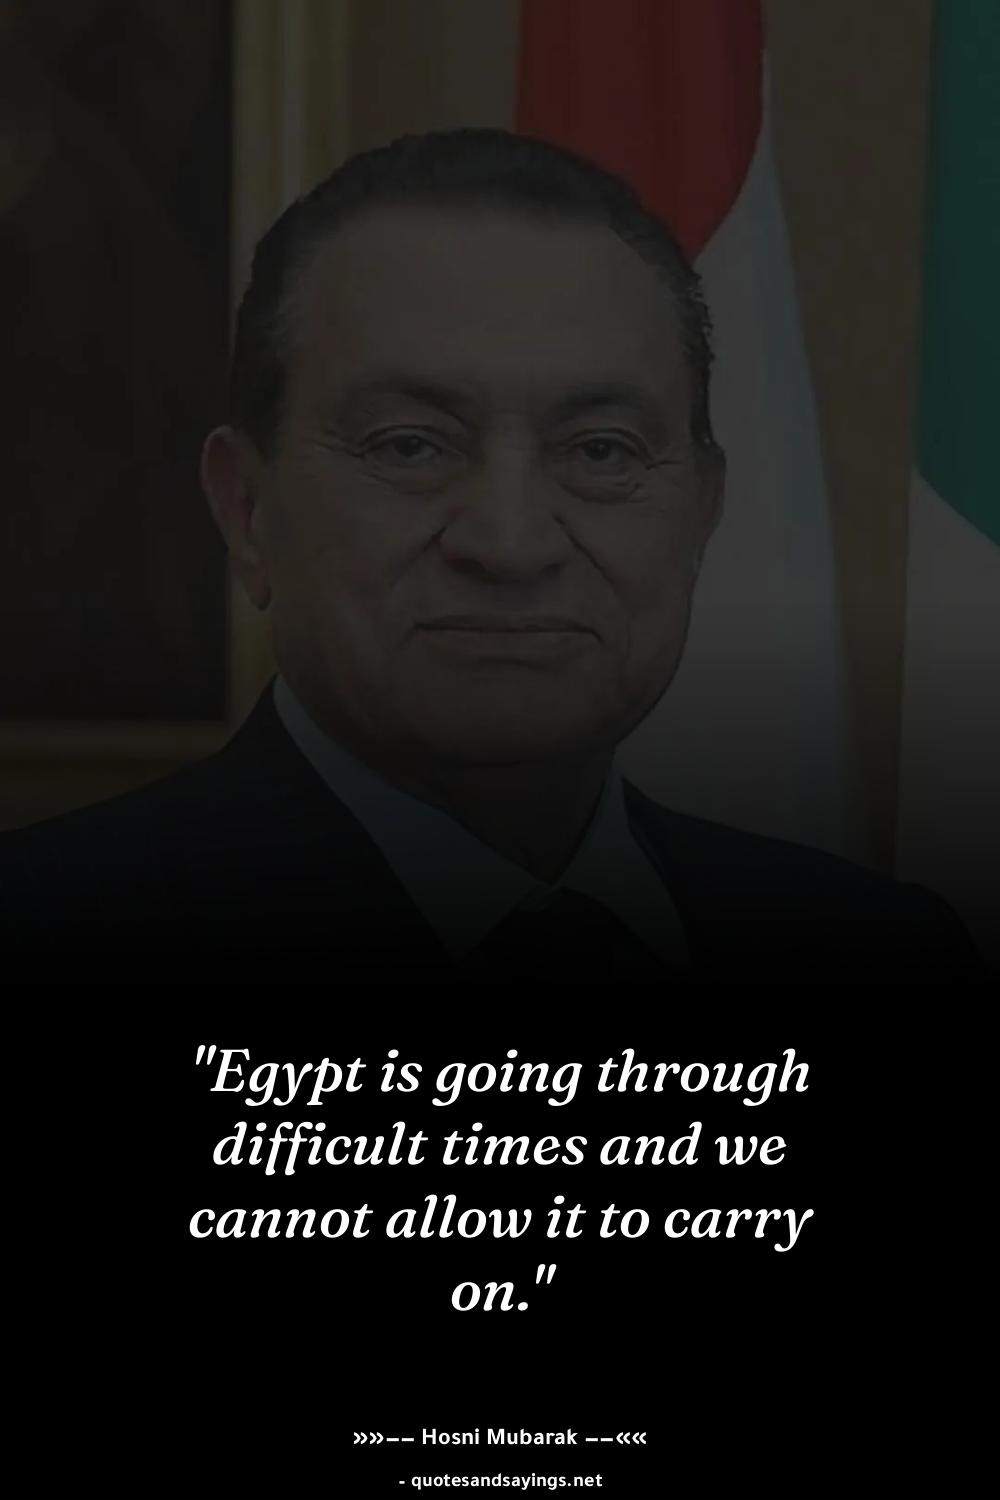 "Egypt is going through
difficult times and we
cannot allow it to carry
on."
»»−− Hosni Mubarak −−««
- quotesandsayings.net